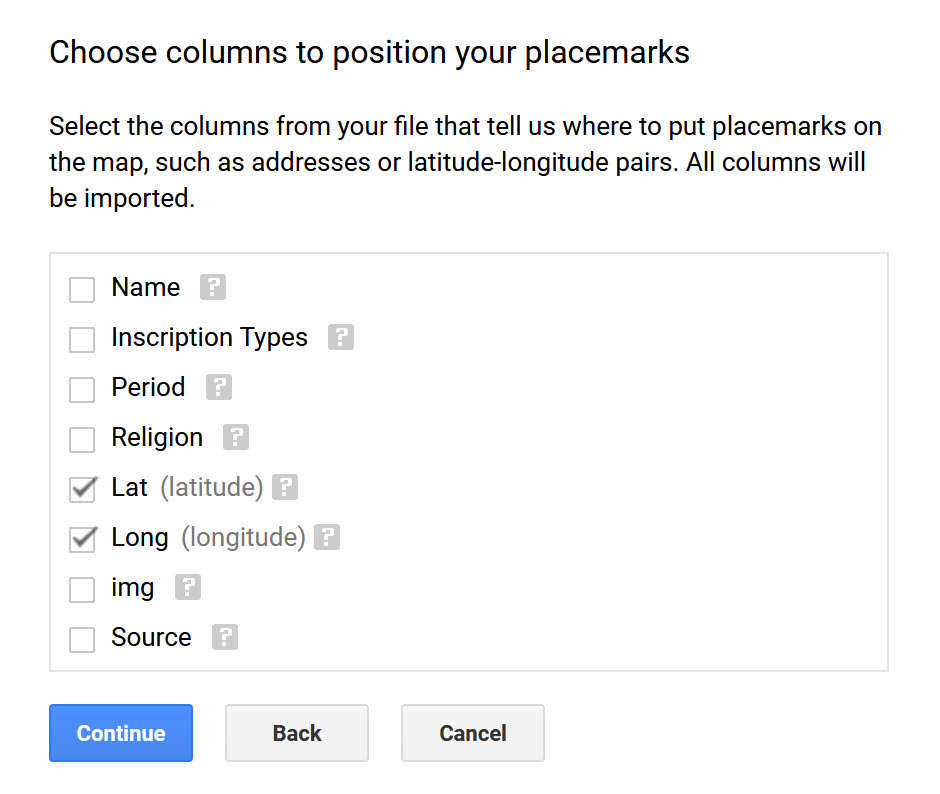 Choose columns to position your placemarks
Select the columns from your file that tell us where to put placemarks on
the map, such as addresses or latitude-longitude pairs. All columns will
be imported.
Name ?
Inscription Types ?
Period ?
Religion ?
Lat (latitude) ?
Long (longitude) ?
img ?
Source ?
Continue Back Cancel